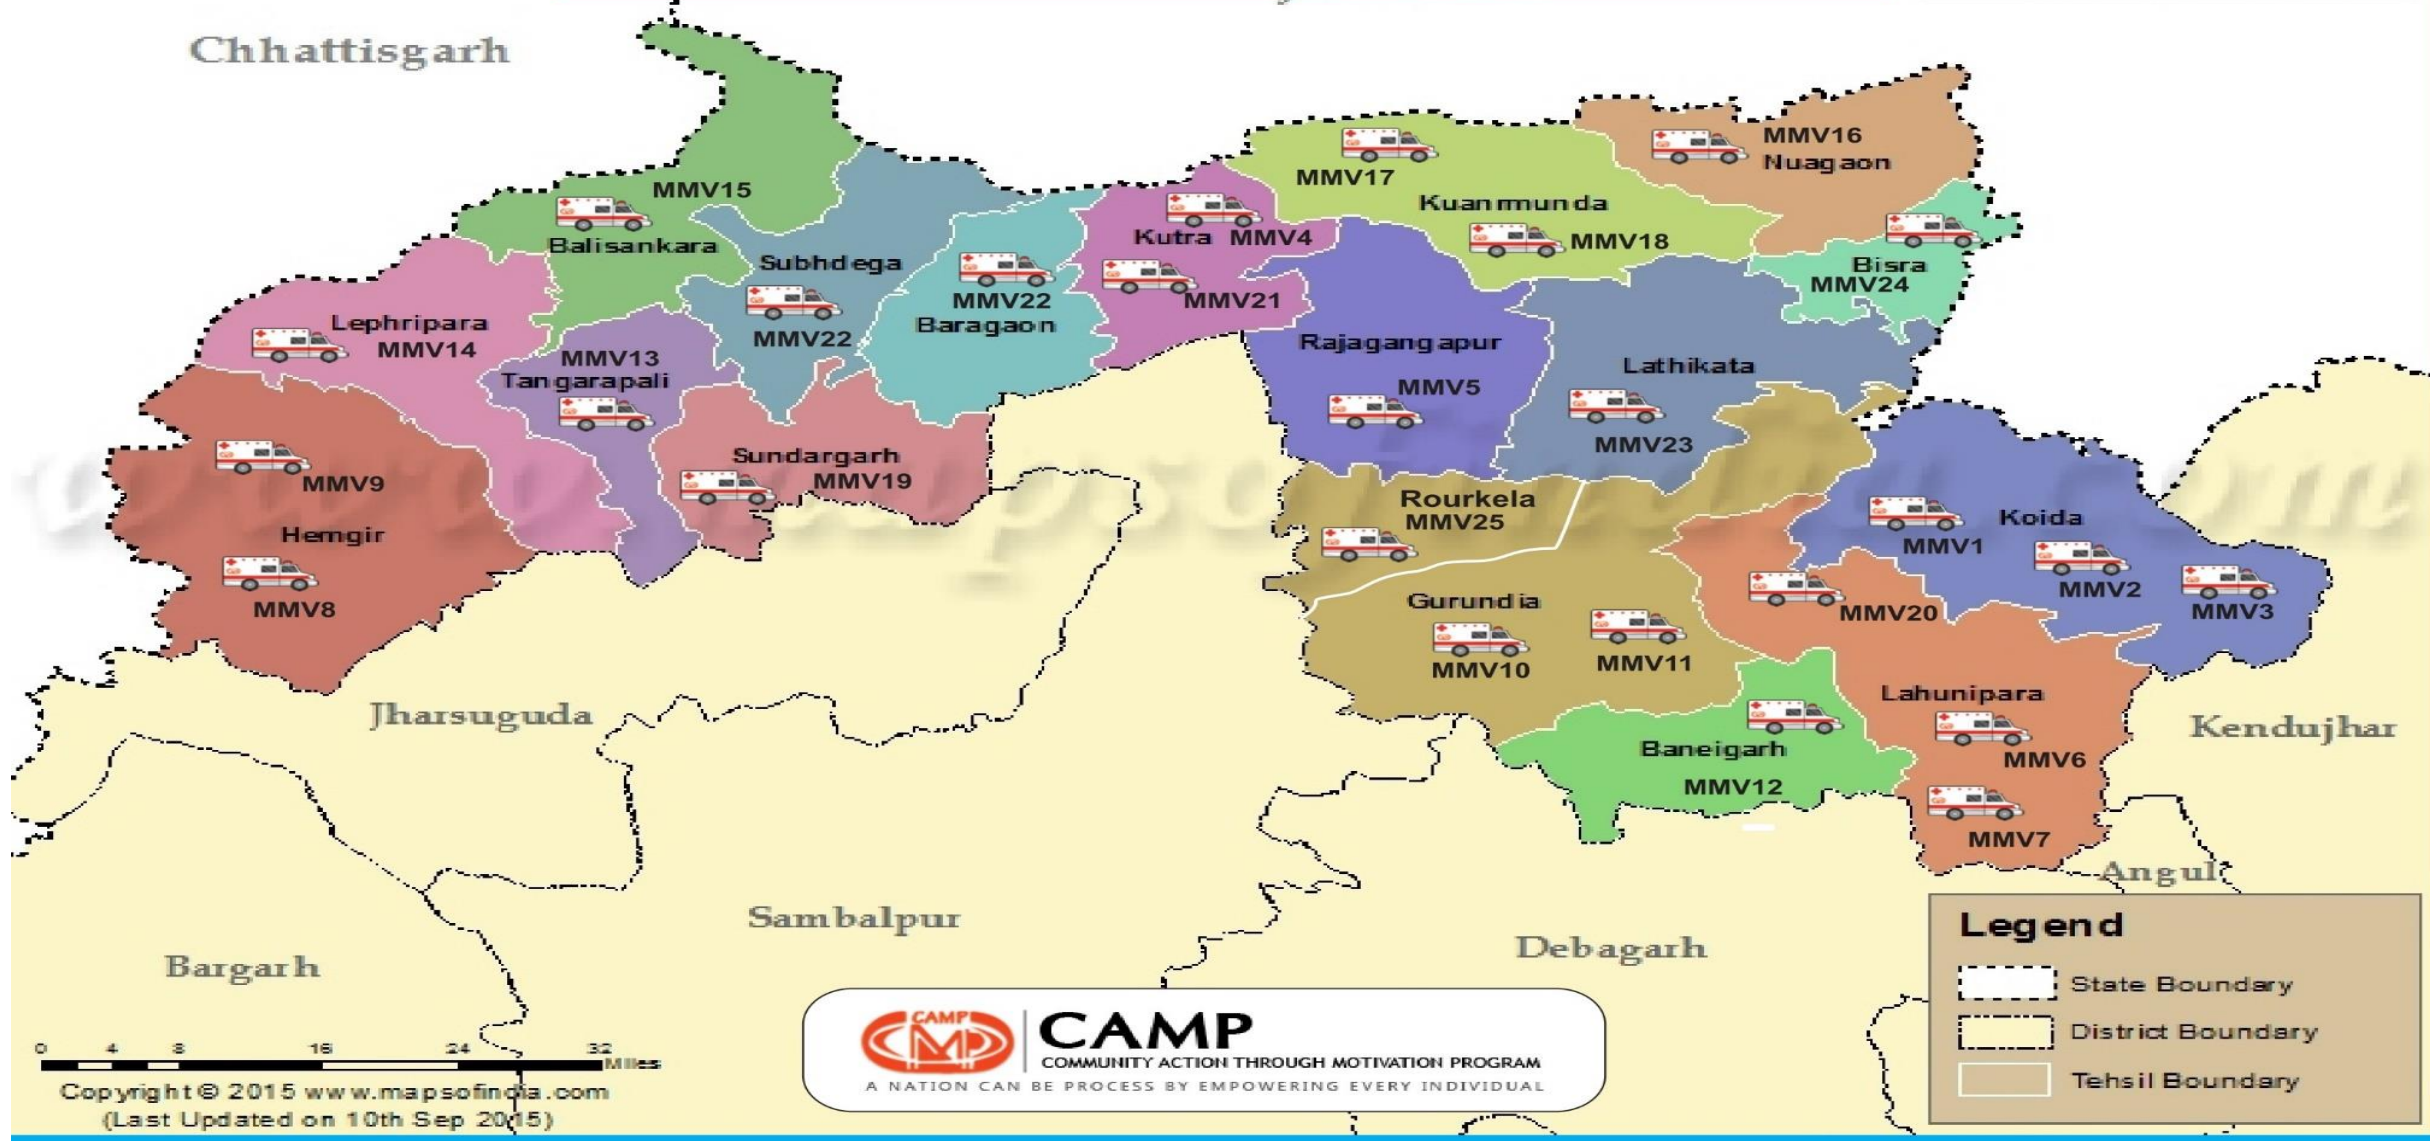 Chhattisgarh
MMV15
Balisankara
Subhdega
MMV22
MMV22
Baragaon
Kutra MMV4
MMV21
MMV17
Kuanrmunda
MMV18
MMV16
Nuagaon
Bisra
MMV24
Lephripara
MMV14
MMV13
Tangarapali
Rajagangapur
MMV5
Lathikata
MMV23
Sundargarh
MMV19
MMV9
Hemgir
MMV8
Rourkela
MMV25
Gurundia
MMV10
MMV11
Koida
MMV1
MMV2
MMV3
MMV20
Lahunipara
MMV6
MMV7
Baneigarh
MMV12
www.mapsofindia.com
Jharsuguda
Kendujhar
Angul
Sambalpur
Debagarh
Bargarh
Legend
State Boundary
District Boundary
Tehsil Boundary
CAMP
CAMP
COMMUNITY ACTION THROUGH MOTIVATION PROGRAM
A NATION CAN BE PROCESS BY EMPOWERING EVERY INDIVIDUAL
0 4 8 16 24 32
Miles
Copyright © 2015 www.mapsofindia.com
(Last Updated on 10th Sep 2015)